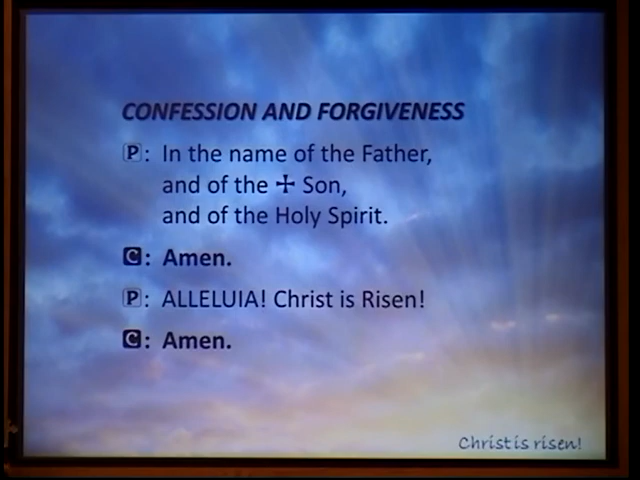 CONFESSION AND FORGIVENESS
P: In the name of the Father,
and of the ☩ Son,
and of the Holy Spirit.
C: Amen.
P: ALLELUIA! Christ is Risen!
C: Amen.
Christ is risen!